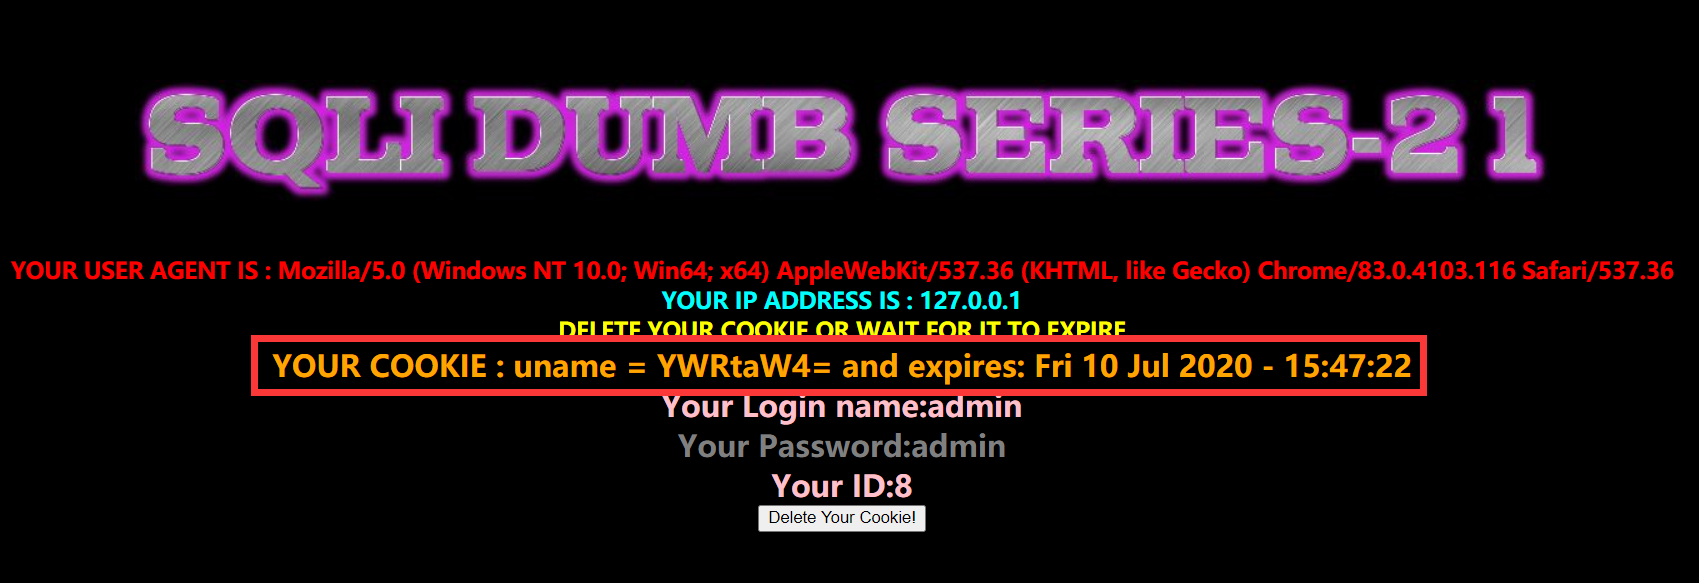 SQLI DUMB SERIES-21
YOUR USER AGENT IS : Mozilla/5.0 (Windows NT 10.0; Win64; x64) AppleWebKit/537.36 (KHTML, like Gecko) Chrome/83.0.4103.116 Safari/537.36
YOUR IP ADDRESS IS : 127.0.0.1
DELETE YOUR COOKIE OR WAIT FOR IT TO EXPIRE
YOUR COOKIE : uname = YWRtaW4= and expires: Fri 10 Jul 2020 - 15:47:22
Your Login name:admin
Your Password:admin
Your ID:8
Delete Your Cookie!